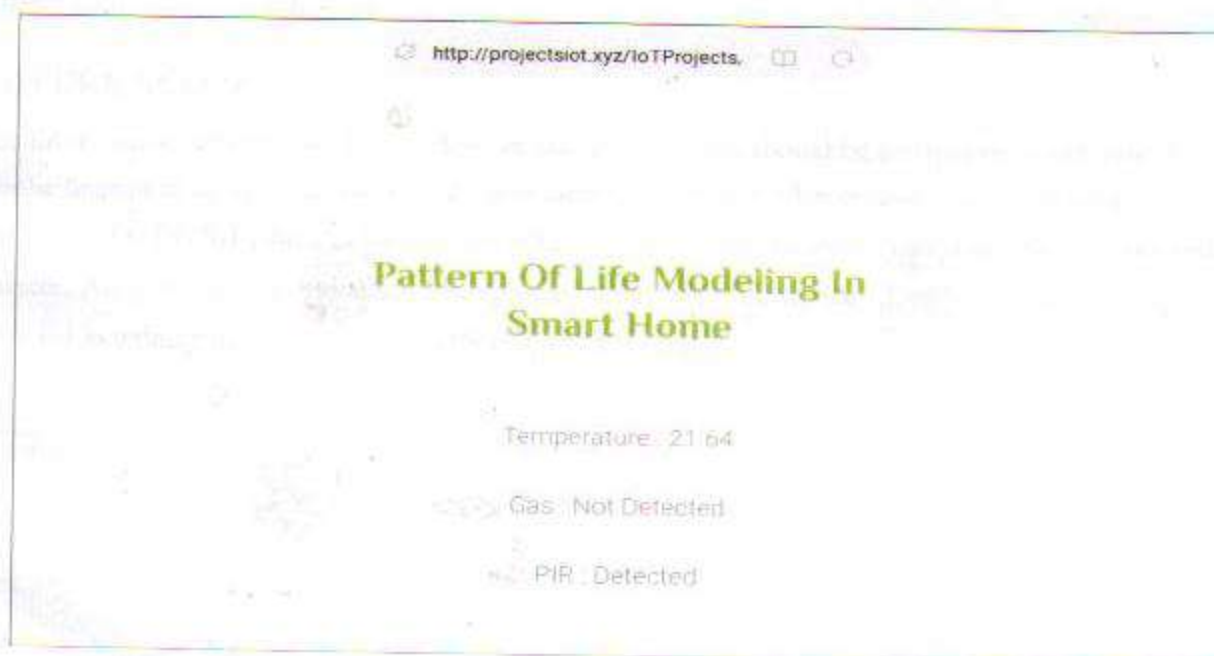 http://projectsiot.xyz/IoTProjects.
Pattern Of Life Modeling In
Smart Home
Temperature : 21.64
Gas : Not Detected
PIR : Detected